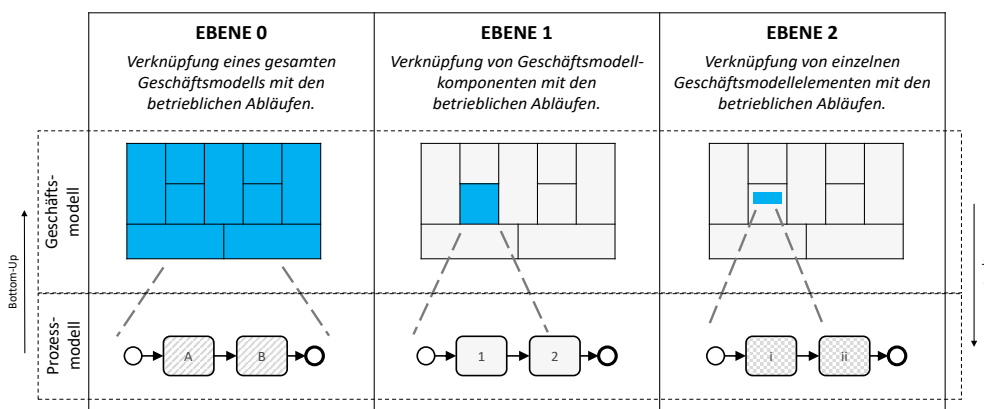 EBENE 0
Verknüpfung eines gesamten
Geschäftsmodells mit den
betrieblichen Abläufen.
EBENE 1
Verknüpfung von Geschäftsmodell-
komponenten mit den
betrieblichen Abläufen.
EBENE 2
Verknüpfung von einzelnen
Geschäftsmodellelementen mit den
betrieblichen Abläufen.
Bottom-Up
Geschäfts-
modell
Prozess-
modell
A
B
1
2
i
ii